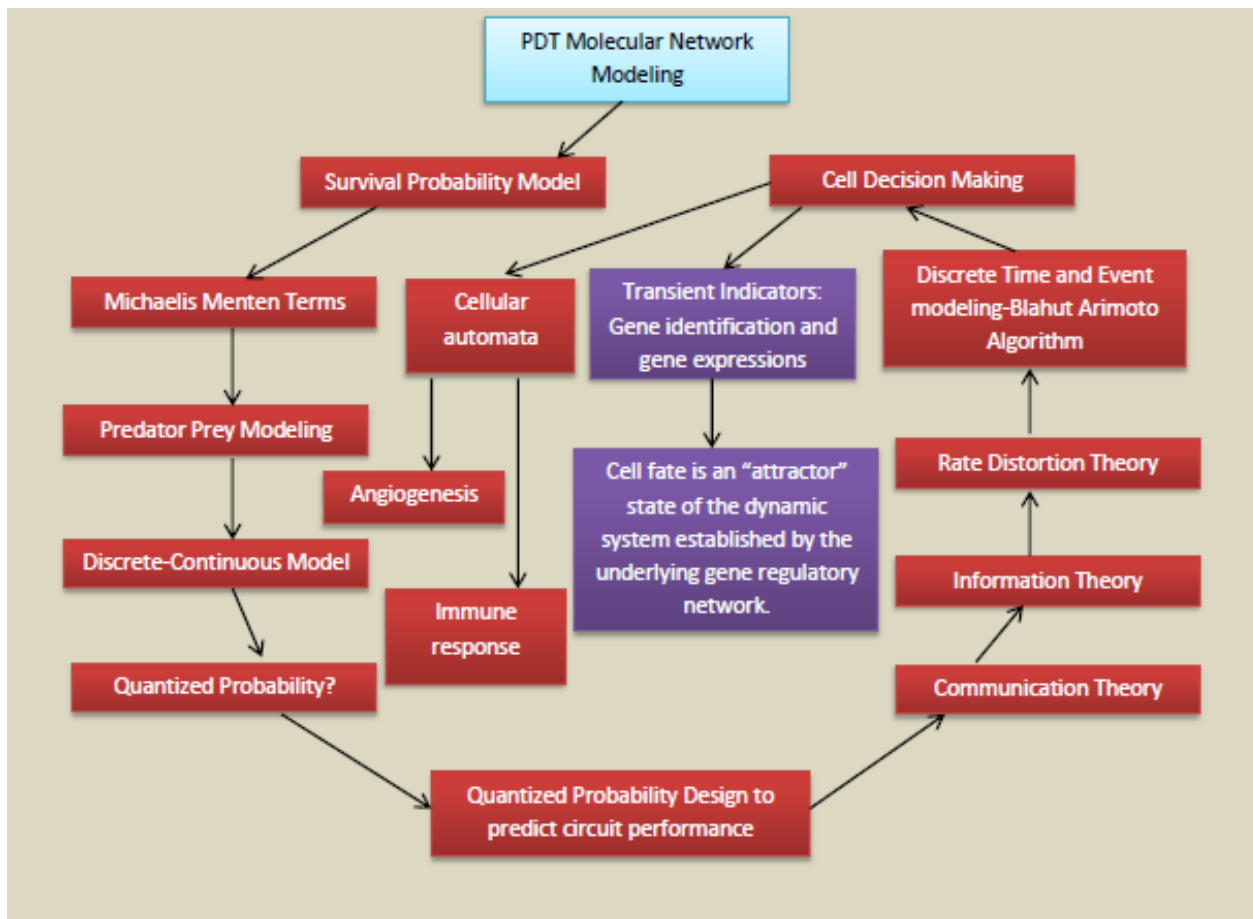 PDT Molecular Network
Modeling
Survival Probability Model
Cell Decision Making
Michaelis Menten Terms
Cellular
automata
Transient Indicators:
Gene identification and
gene expressions
Discrete Time and Event
modeling-Blahut Arimoto
Algorithm
Predator Prey Modeling
Angiogenesis
Cell fate is an “attractor”
state of the dynamic
system established by the
underlying gene regulatory
network.
Rate Distortion Theory
Discrete-Continuous Model
Immune
response
Information Theory
Quantized Probability?
Communication Theory
Quantized Probability Design to
predict circuit performance